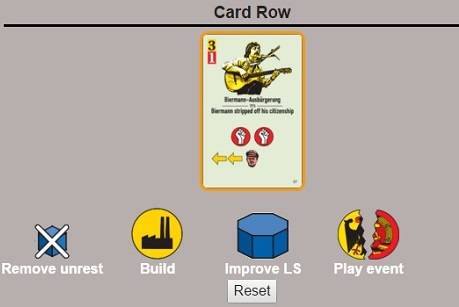 Card Row
3
1
Biermann-Ausbürgerung
1976
Biermann stripped off his citizenship
Remove unrest
Build
Improve LS
Play event
Reset